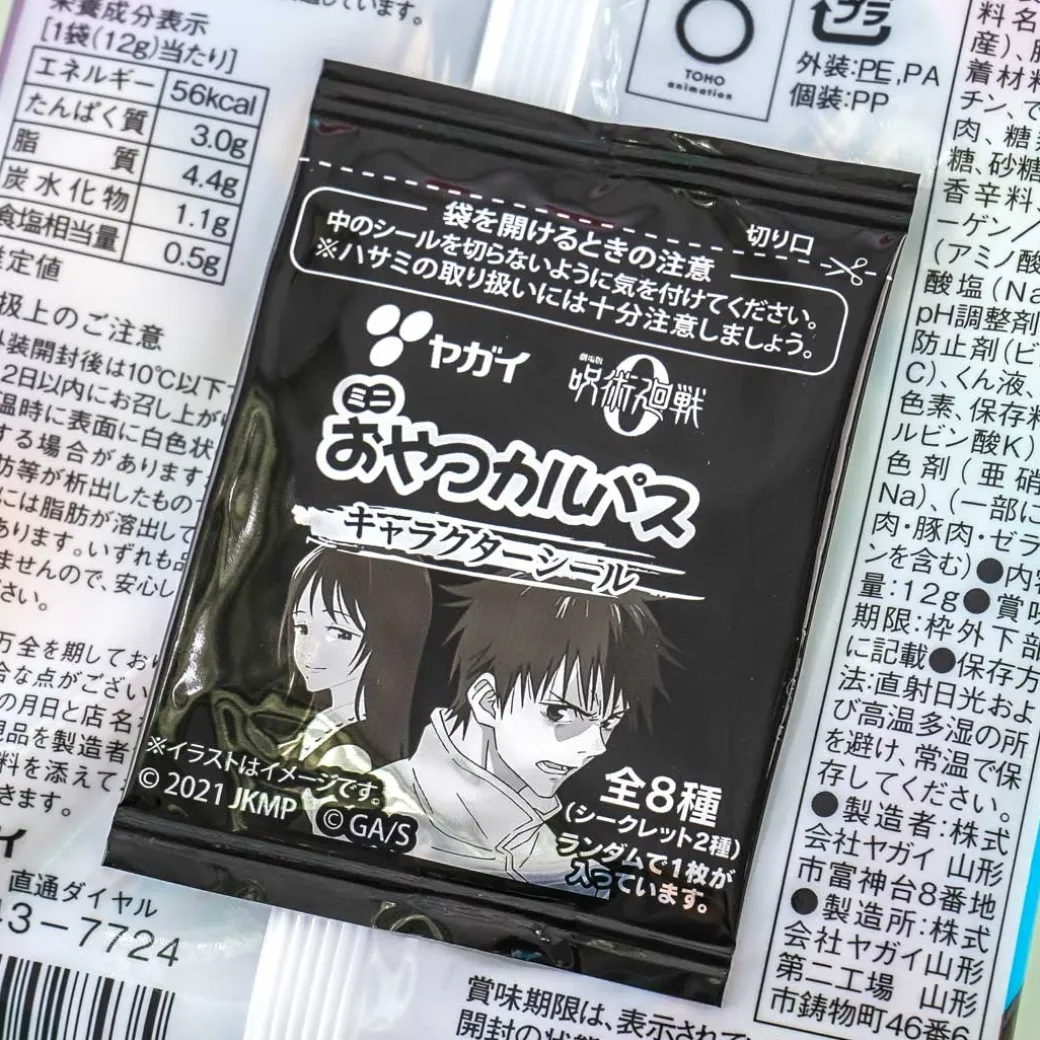 栄養成分表示
[1袋(12g)当たり]
エネルギー 56kcal
たんぱく質 3.0g
脂質 4.4g
炭水化物 1.1g
食塩相当量 0.5g
推定値
扱上のご注意
開封後は10℃以下
2日以内にお召し上が
温時に表面に白色状
する場合があります
肪等が析出したもの
には脂肪が溶出して
あります。いずれも品
ませんので、安心し
ださい。
万全を期してお
な点がござい
の月日と店名
現品を製造者
料を添えて
きます。
イ
直通ダイヤル
43-7724
TOHO
animation
プラ
外装:PE,PA
個装:PP
切り口
袋を開けるときの注意
中のシールを切らないように気を付けてください。
※ハサミの取り扱いには十分注意しましょう。
ヤガイ
劇場版
呪術廻戦
0
ミニ
おやつカルパス
キャラクターシール
※イラストはイメージです。
© 2021 JKMP © GA/S
全8種
(シークレット2種)
ランダムで1枚が
入っています。
料名
産)、
着材料
チン、
肉、糖
糖、砂糖
香辛料
ーゲン/
(アミノ酸
酸塩(Na
pH調整剤
防止剤(ビ
C)、くん液、
色素、保存料
ルビン酸K)
色剤(亜硝
Na)、(一部に
肉・豚肉・ゼラ
ンを含む)●内容
量:12g●賞味
期限:枠外下部
に記載●保存方
法:直射日光およ
び高温多湿の所
を避け、常温で保
存してください。
●製造者:株式
会社ヤガイ 山形
市富神台8番地
●製造所:株式
会社ヤガイ山形
第二工場 山形
市鋳物町46番6
賞味期限は、表示されて
開封の状態